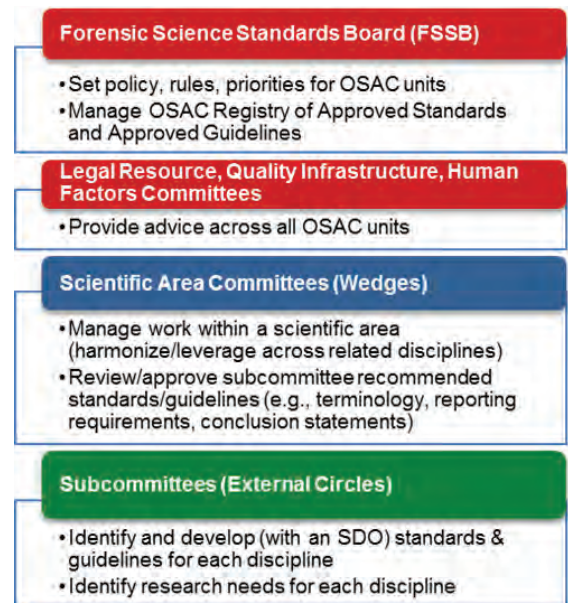 Forensic Science Standards Board (FSSB)
•Set policy, rules, priorities for OSAC units
•Manage OSAC Registry of Approved Standards
and Approved Guidelines
Legal Resource, Quality Infrastructure, Human
Factors Committees
•Provide advice across all OSAC units
Scientific Area Committees (Wedges)
•Manage work within a scientific area
(harmonize/leverage across related disciplines)
•Review/approve subcommittee recommended
standards/guidelines (e.g., terminology, reporting
requirements, conclusion statements)
Subcommittees (External Circles)
•Identify and develop (with an SDO) standards &
guidelines for each discipline
•Identify research needs for each discipline